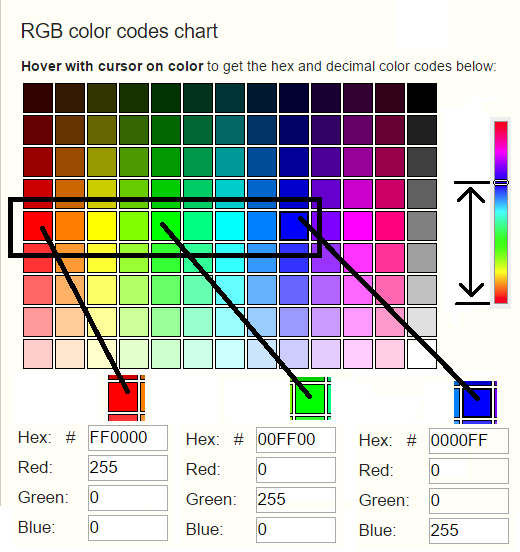 RGB color codes chart
Hover with cursor on color to get the hex and decimal color codes below:
Hex: # FF0000
Red: 255
Green: 0
Blue: 0
Hex: # 00FF00
Red: 0
Green: 255
Blue: 0
Hex: # 0000FF
Red: 0
Green: 0
Blue: 255